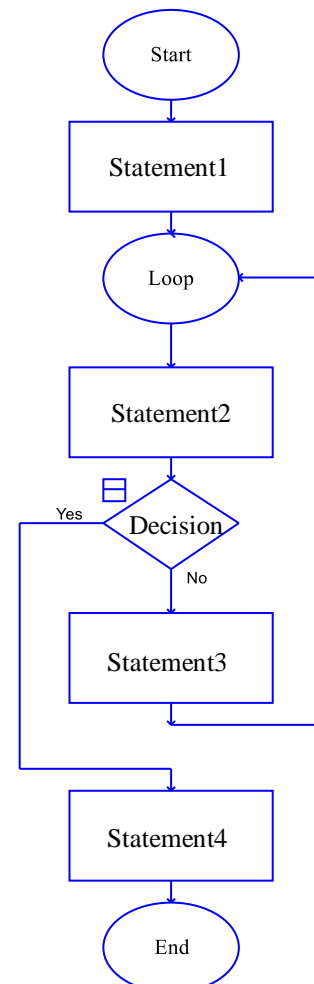 Start
Statement1
Loop
Statement2
Yes
Decision
No
Statement3
Statement4
End